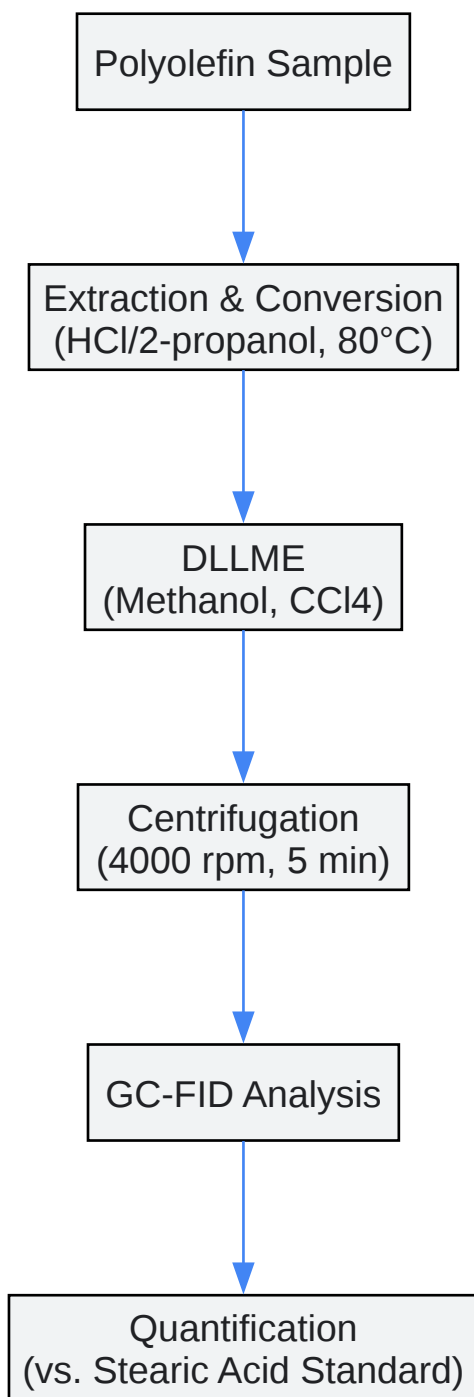 Polyolefin Sample
Extraction & Conversion
(HCl/2-propanol, 80°C)
DLLME
(Methanol, CCl4)
Centrifugation
(4000 rpm, 5 min)
GC-FID Analysis
Quantification
(vs. Stearic Acid Standard)